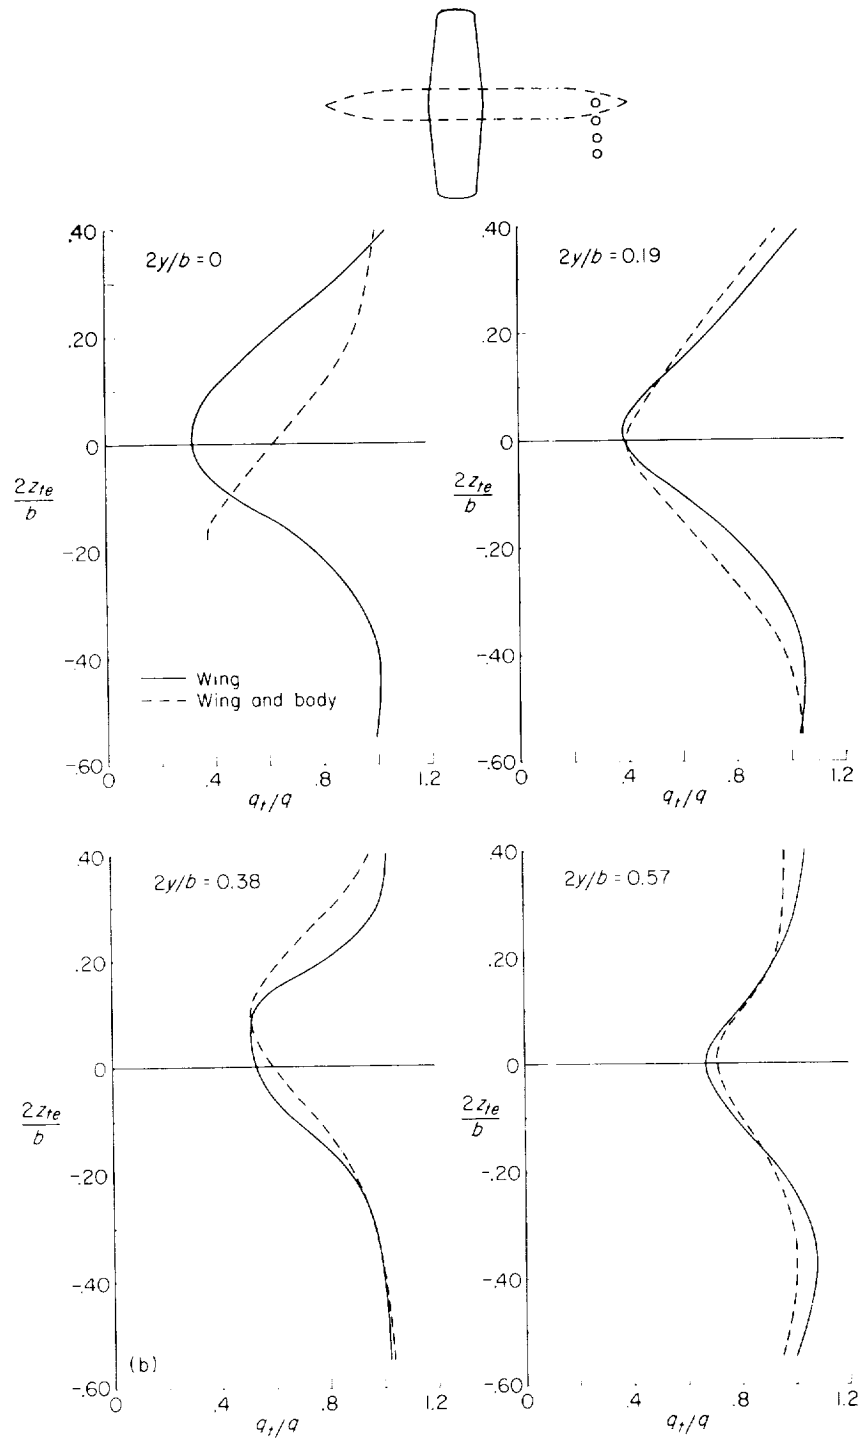 2y/b = 0
.40
.20
0
-.20
-.40
-.60
2z_te
b
Wing
Wing and body
0 .4 .8 1.2
q_t/q
2y/b = 0.19
.40
.20
0
-.20
-.40
-.60
2z_te
b
0 .4 .8 1.2
q_t/q
2y/b = 0.38
.40
.20
0
-.20
-.40
-.60
2z_te
b
(b)
0 .4 .8 1.2
q_t/q
2y/b = 0.57
.40
.20
0
-.20
-.40
-.60
2z_te
b
0 .4 .8 1.2
q_t/q